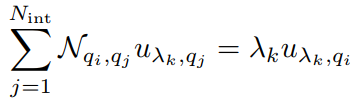 \sum_{j=1}^{N_{\text{int}}} \mathcal{N}_{q_i, q_j} u_{\lambda_k, q_j} = \lambda_k u_{\lambda_k, q_i}